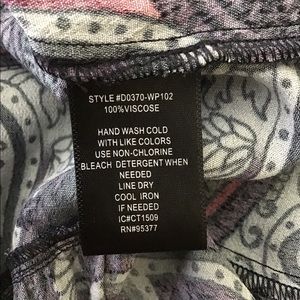 STYLE #D0370-WP102
100%VISCOSE
HAND WASH COLD
WITH LIKE COLORS
USE NON-CHLORINE
BLEACH DETERGENT WHEN
NEEDED
LINE DRY
COOL IRON
IF NEEDED
IC#CT1509
RN#95377